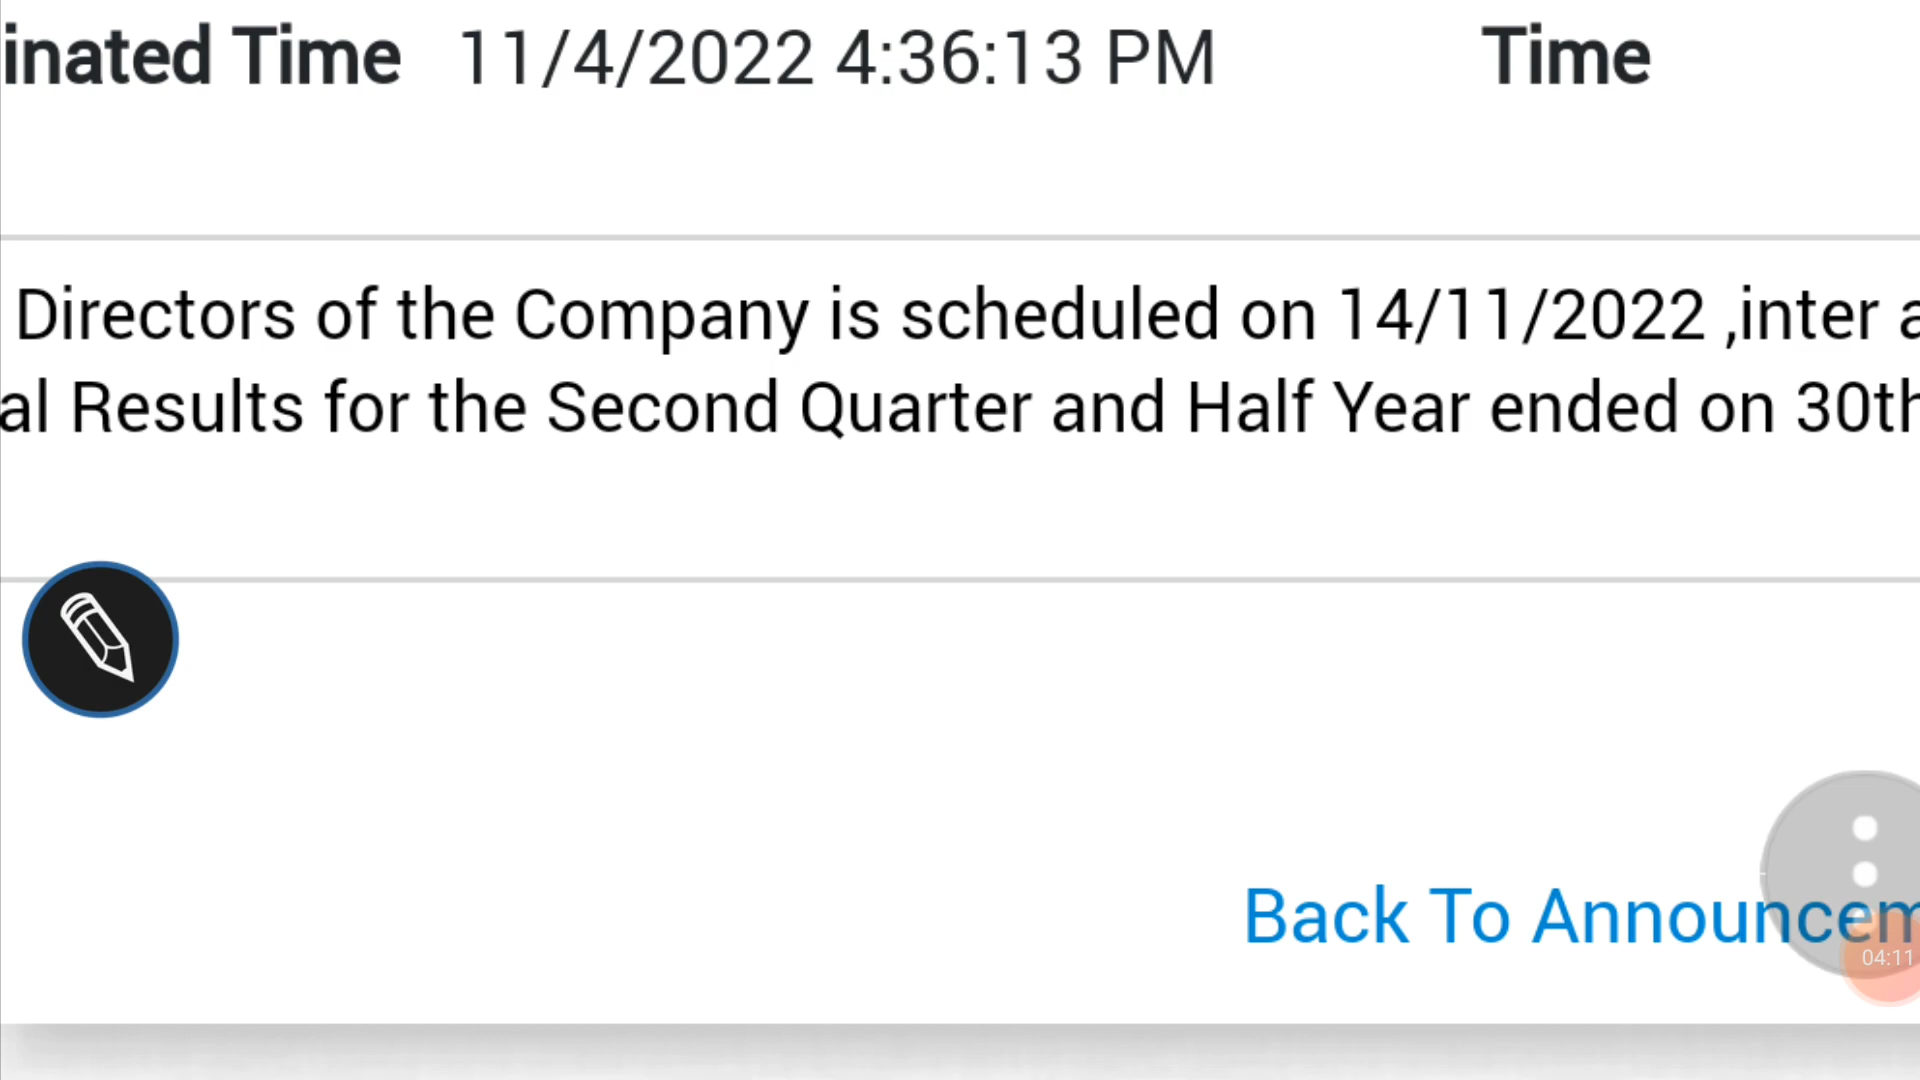 inated Time 11/4/2022 4:36:13 PM Time
Directors of the Company is scheduled on 14/11/2022 ,inter a
al Results for the Second Quarter and Half Year ended on 30th
Back To Announcem
04:11